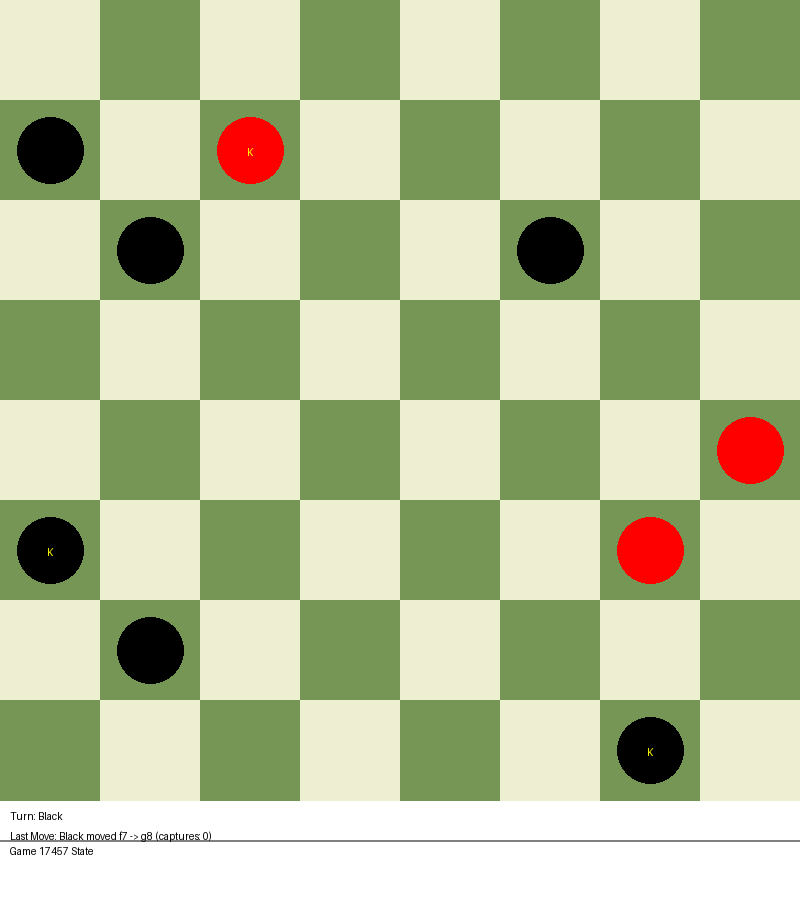 K
K
K
Turn: Black
Last Move: Black moved f7 -> g8 (captures: 0)
Game 17457 State